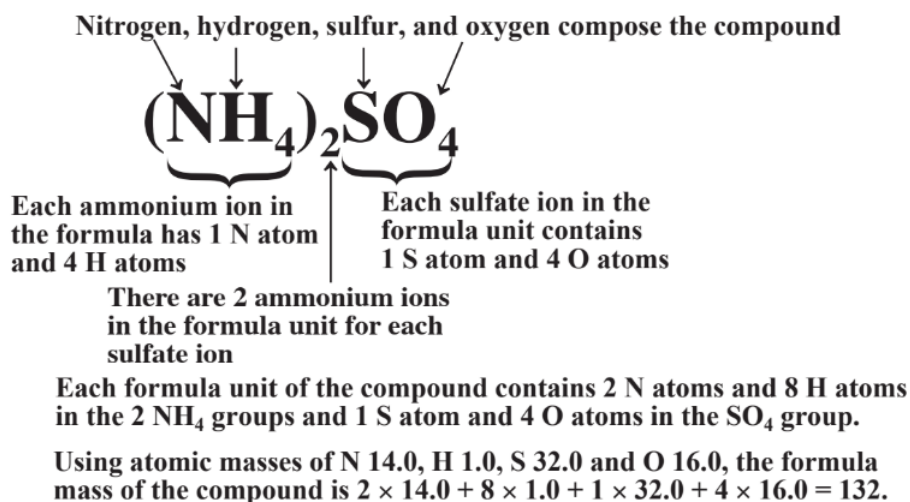 Nitrogen, hydrogen, sulfur, and oxygen compose the compound
(NH₄)₂SO₄
Each ammonium ion in
the formula has 1 N atom
and 4 H atoms
Each sulfate ion in the
formula unit contains
1 S atom and 4 O atoms
There are 2 ammonium ions
in the formula unit for each
sulfate ion
Each formula unit of the compound contains 2 N atoms and 8 H atoms
in the 2 NH₄ groups and 1 S atom and 4 O atoms in the SO₄ group.
Using atomic masses of N 14.0, H 1.0, S 32.0 and O 16.0, the formula
mass of the compound is 2 × 14.0 + 8 × 1.0 + 1 × 32.0 + 4 × 16.0 = 132.